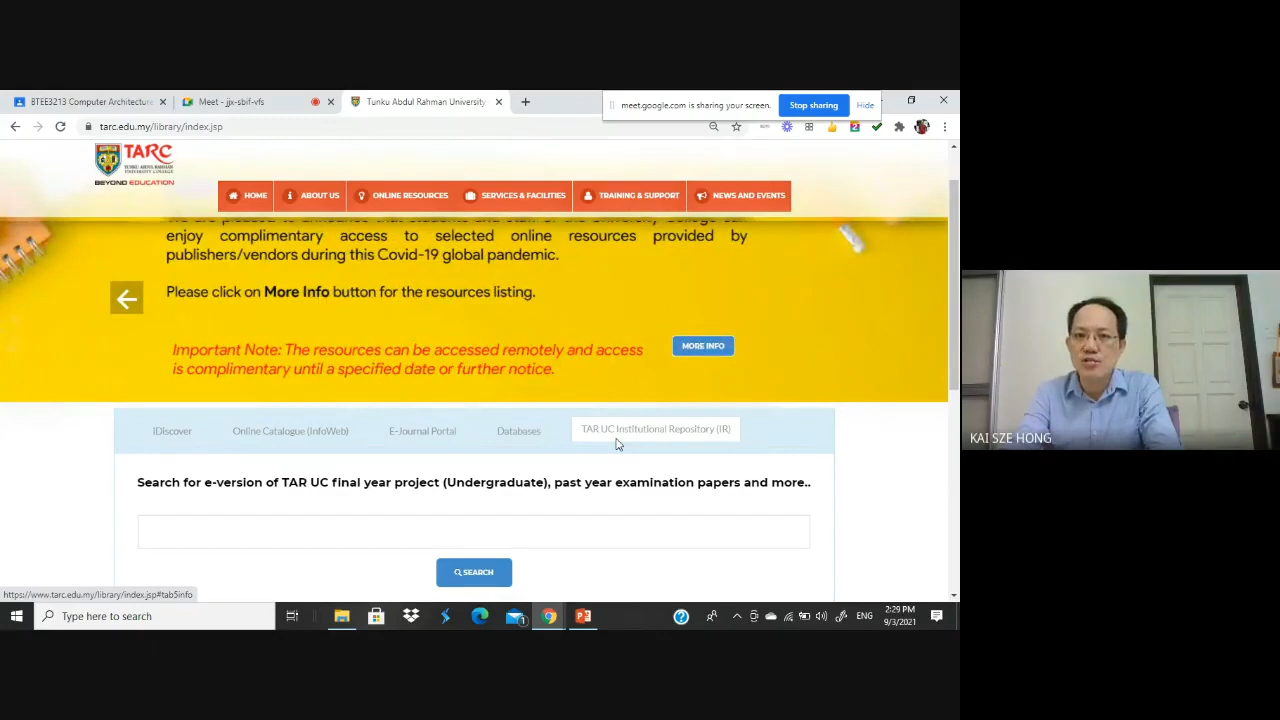 BTEE3213 Computer Architecture
Meet - jjx-sbif-vfs
Tunku Abdul Rahman University
meet.google.com is sharing your screen.
Stop sharing
Hide
tarc.edu.my/library/index.jsp
TARC
TUNKU ABDUL RAHMAN
UNIVERSITY COLLEGE
BEYOND EDUCATION
HOME
ABOUT US
ONLINE RESOURCES
SERVICES & FACILITIES
TRAINING & SUPPORT
NEWS AND EVENTS
enjoy complimentary access to selected online resources provided by
publishers/vendors during this Covid-19 global pandemic.
Please click on More Info button for the resources listing.
Important Note: The resources can be accessed remotely and access
is complimentary until a specified date or further notice.
MORE INFO
iDiscover
Online Catalogue (InfoWeb)
E-Journal Portal
Databases
TAR UC Institutional Repository (IR)
Search for e-version of TAR UC final year project (Undergraduate), past year examination papers and more..
SEARCH
https://www.tarc.edu.my/library/index.jsp#tab5info
KAI SZE HONG
Type here to search
1
ENG
2:29 PM
9/3/2021